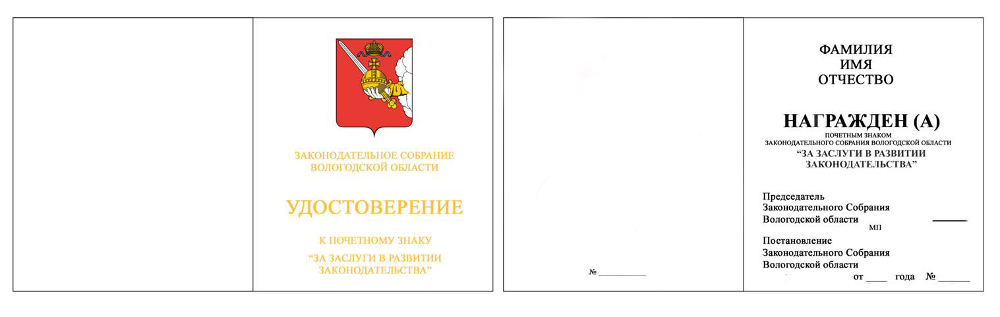 ЗАКОНОДАТЕЛЬНОЕ СОБРАНИЕ
ВОЛОГОДСКОЙ ОБЛАСТИ
УДОСТОВЕРЕНИЕ
К ПОЧЕТНОМУ ЗНАКУ
“ЗА ЗАСЛУГИ В РАЗВИТИИ
ЗАКОНОДАТЕЛЬСТВА”
№ ____________
ФАМИЛИЯ
ИМЯ
ОТЧЕСТВО
НАГРАЖДЕН (А)
ПОЧЕТНЫМ ЗНАКОМ
ЗАКОНОДАТЕЛЬНОГО СОБРАНИЯ ВОЛОГОДСКОЙ ОБЛАСТИ
“ЗА ЗАСЛУГИ В РАЗВИТИИ
ЗАКОНОДАТЕЛЬСТВА”
Председатель
Законодательного Собрания
Вологодской области ______
МП
Постановление
Законодательного Собрания
Вологодской области
от ____ года № ______